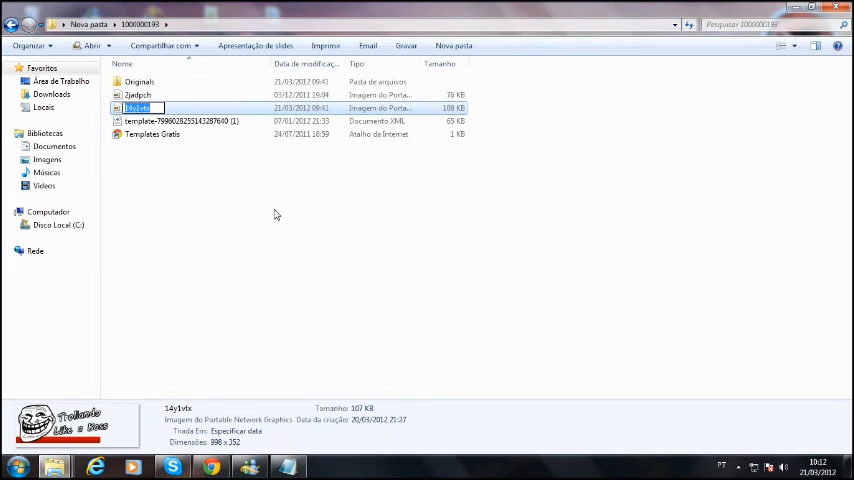 Nova pasta ▸ 1000000193 ▸
Pesquisar 1000000193
Organizar Abrir Compartilhar com Apresentação de slides Imprimir Email Gravar Nova pasta
Favoritos
Área de Trabalho
Downloads
Locais
Bibliotecas
Documentos
Imagens
Músicas
Vídeos
Computador
Disco Local (C:)
Rede
Nome Data de modificaç... Tipo Tamanho
Originals 21/03/2012 09:41 Pasta de arquivos
2jadpch 03/12/2011 19:04 Imagem do Porta... 76 KB
14y1vtx 21/03/2012 09:41 Imagem do Porta... 108 KB
template-7996028255143287640 (1) 07/01/2012 21:33 Documento XML 65 KB
Templates Gratis 24/07/2011 18:59 Atalho da Internet 1 KB
Troliando
Like a Boss
14y1vtx Tamanho: 107 KB
Imagem do Portable Network Graphics Data da criação: 20/03/2012 21:27
Tirada Em: Especificar data
Dimensões: 998 x 352
PT 10:12
21/03/2012